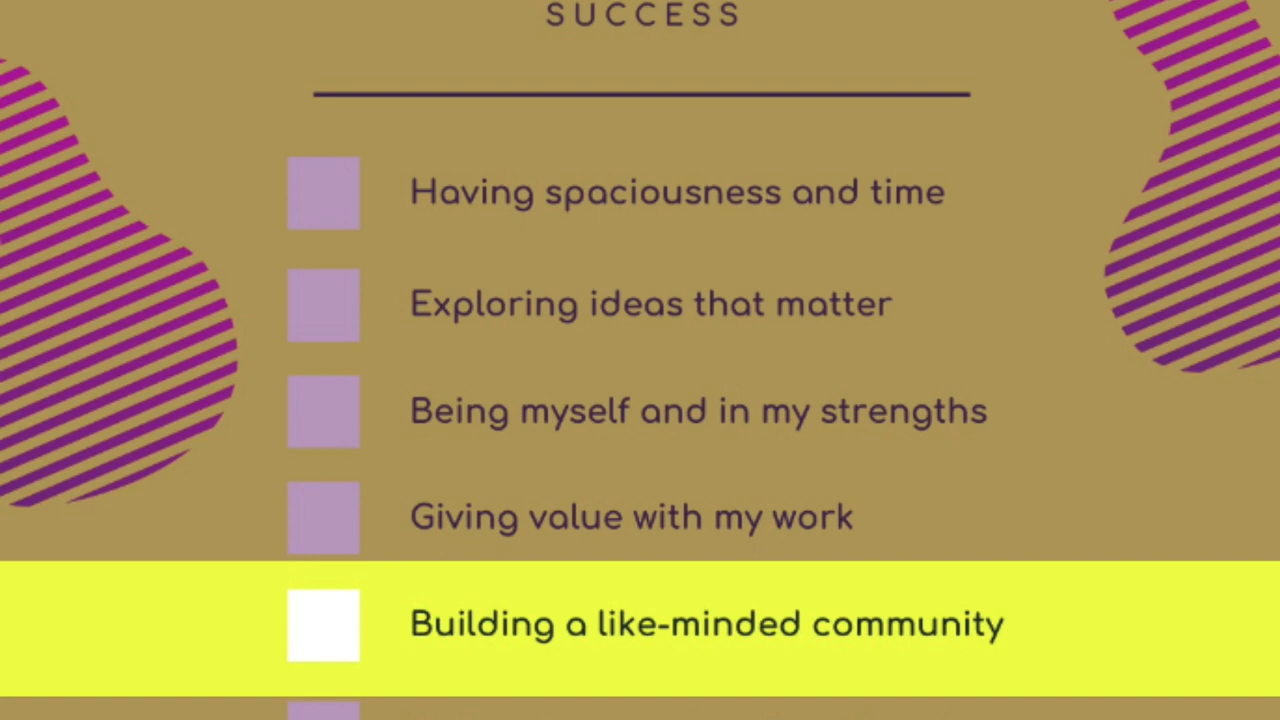 SUCCESS
Having spaciousness and time
Exploring ideas that matter
Being myself and in my strengths
Giving value with my work
Building a like-minded community